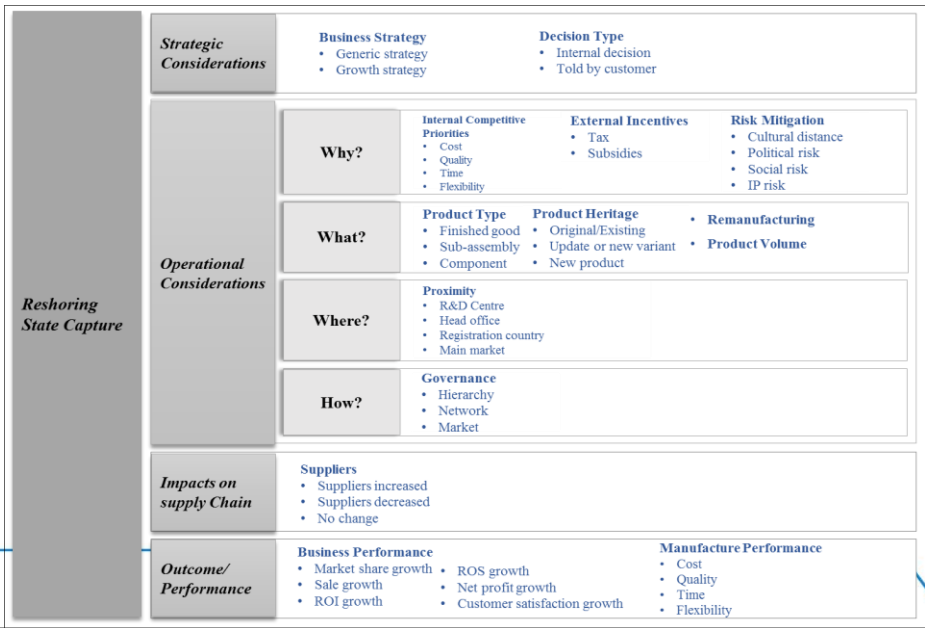 Reshoring
State Capture
Strategic
Considerations
Business Strategy
• Generic strategy
• Growth strategy
Decision Type
• Internal decision
• Told by customer
Operational
Considerations
Why?
Internal Competitive
Priorities
• Cost
• Quality
• Time
• Flexibility
External Incentives
• Tax
• Subsidies
Risk Mitigation
• Cultural distance
• Political risk
• Social risk
• IP risk
What?
Product Type
• Finished good
• Sub-assembly
• Component
Product Heritage
• Original/Existing
• Update or new variant
• New product
• Remanufacturing
• Product Volume
Where?
Proximity
• R&D Centre
• Head office
• Registration country
• Main market
How?
Governance
• Hierarchy
• Network
• Market
Impacts on
supply Chain
Suppliers
• Suppliers increased
• Suppliers decreased
• No change
Outcome/
Performance
Business Performance
• Market share growth
• Sale growth
• ROI growth
• ROS growth
• Net profit growth
• Customer satisfaction growth
Manufacture Performance
• Cost
• Quality
• Time
• Flexibility